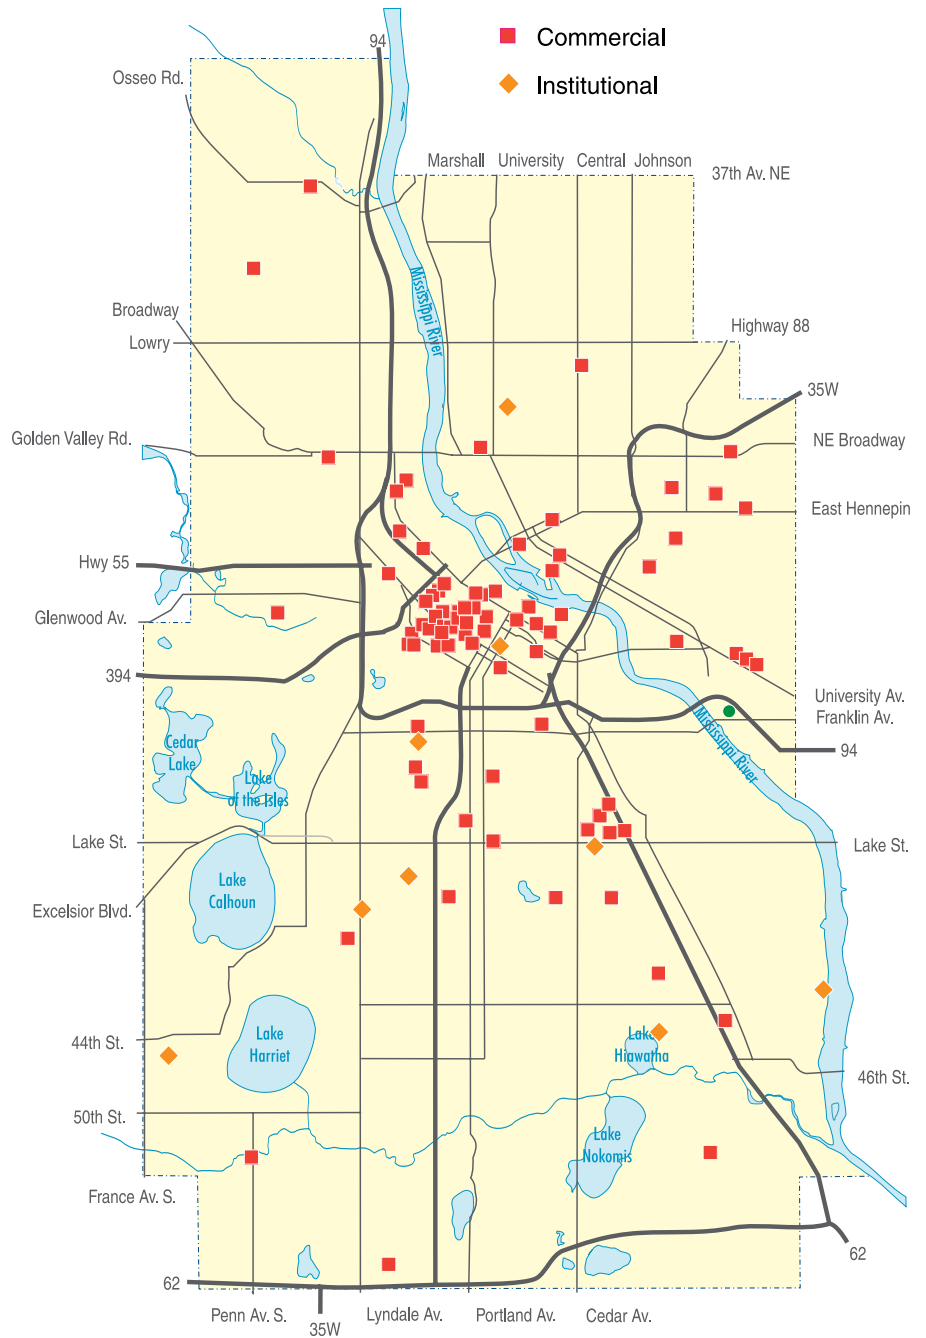 94
Commercial
Institutional
Osseo Rd.
Marshall
University
Central
Johnson
37th Av. NE
Mississippi River
Broadway
Lowry
Highway 88
35W
Golden Valley Rd.
NE Broadway
East Hennepin
Hwy 55
Glenwood Av.
394
University Av.
Franklin Av.
Mississippi River
94
Cedar
Lake
Lake
of the Isles
Lake St.
Lake St.
Lake
Calhoun
Excelsior Blvd.
Lake
Harriet
Lake
Hiawatha
44th St.
46th St.
50th St.
Lake
Nokomis
France Av. S.
62
62
Penn Av. S.
35W
Lyndale Av.
Portland Av.
Cedar Av.